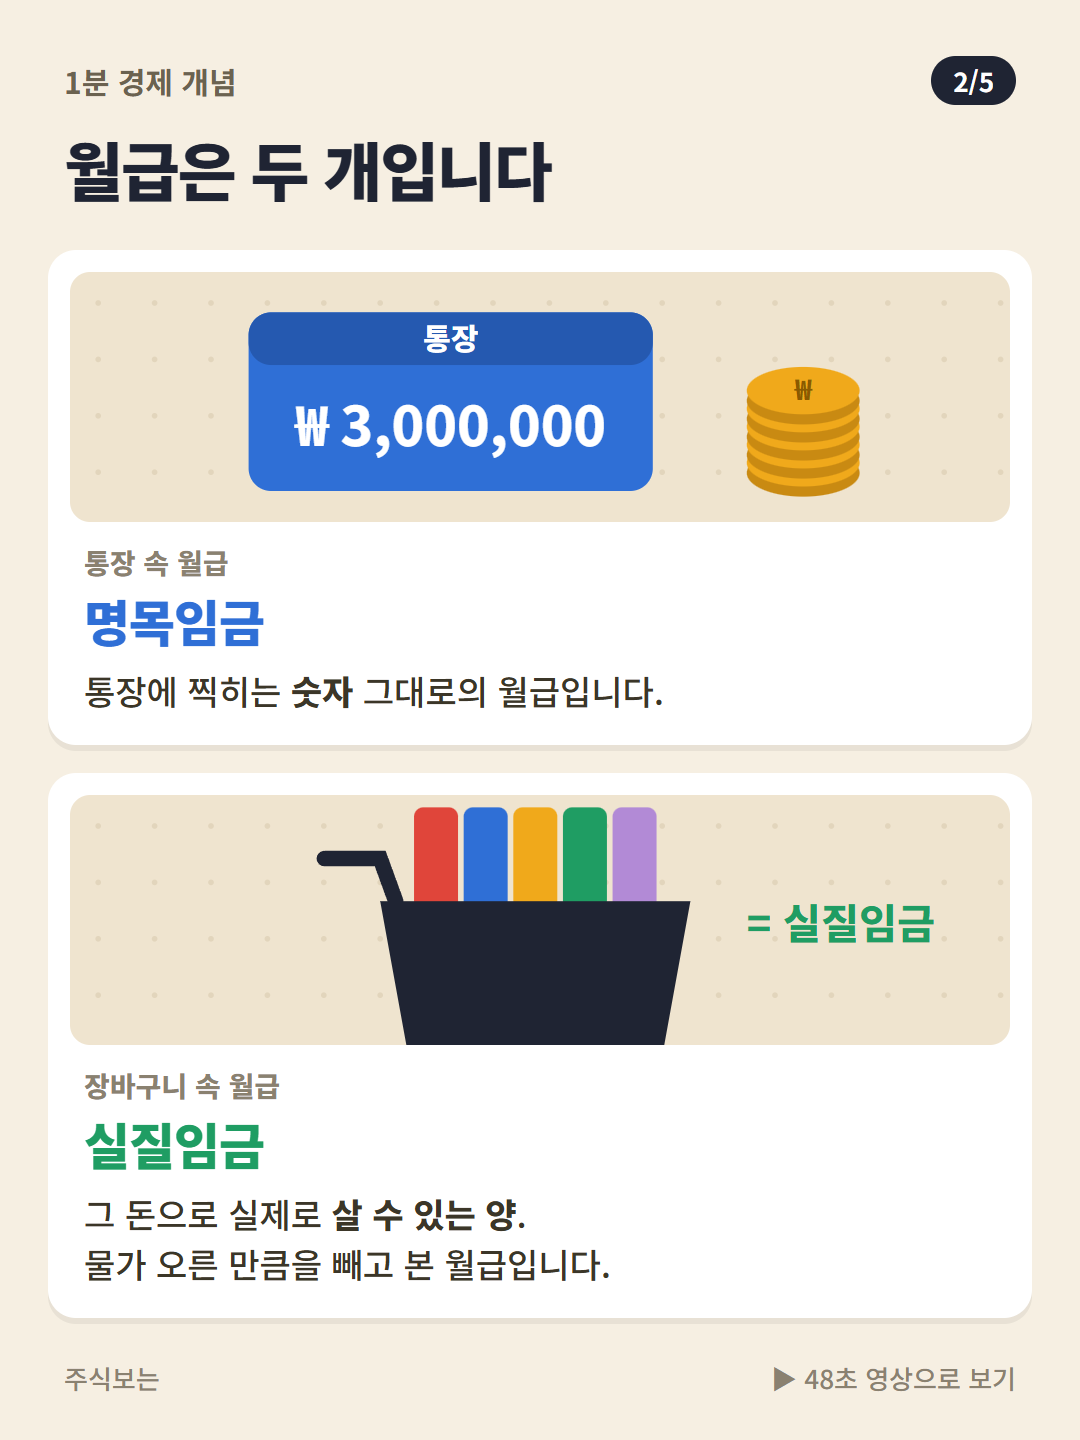 1분 경제 개념
2/5
월급은 두 개입니다
통장
₩3,000,000
₩
통장 속 월급
명목임금
통장에 찍히는 숫자 그대로의 월급입니다.
= 실질임금
장바구니 속 월급
실질임금
그 돈으로 실제로 살 수 있는 양.
물가 오른 만큼을 빼고 본 월급입니다.
주식보는
▶ 48초 영상으로 보기